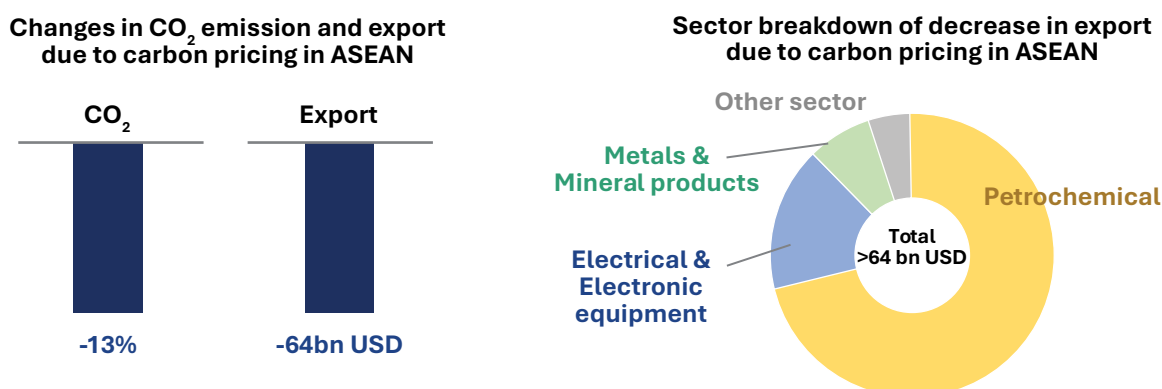 Changes in CO₂ emission and export
due to carbon pricing in ASEAN
CO₂
Export
-13%
-64bn USD
Sector breakdown of decrease in export
due to carbon pricing in ASEAN
Other sector
Metals &
Mineral products
Petrochemical
Total
>64 bn USD
Electrical &
Electronic
equipment